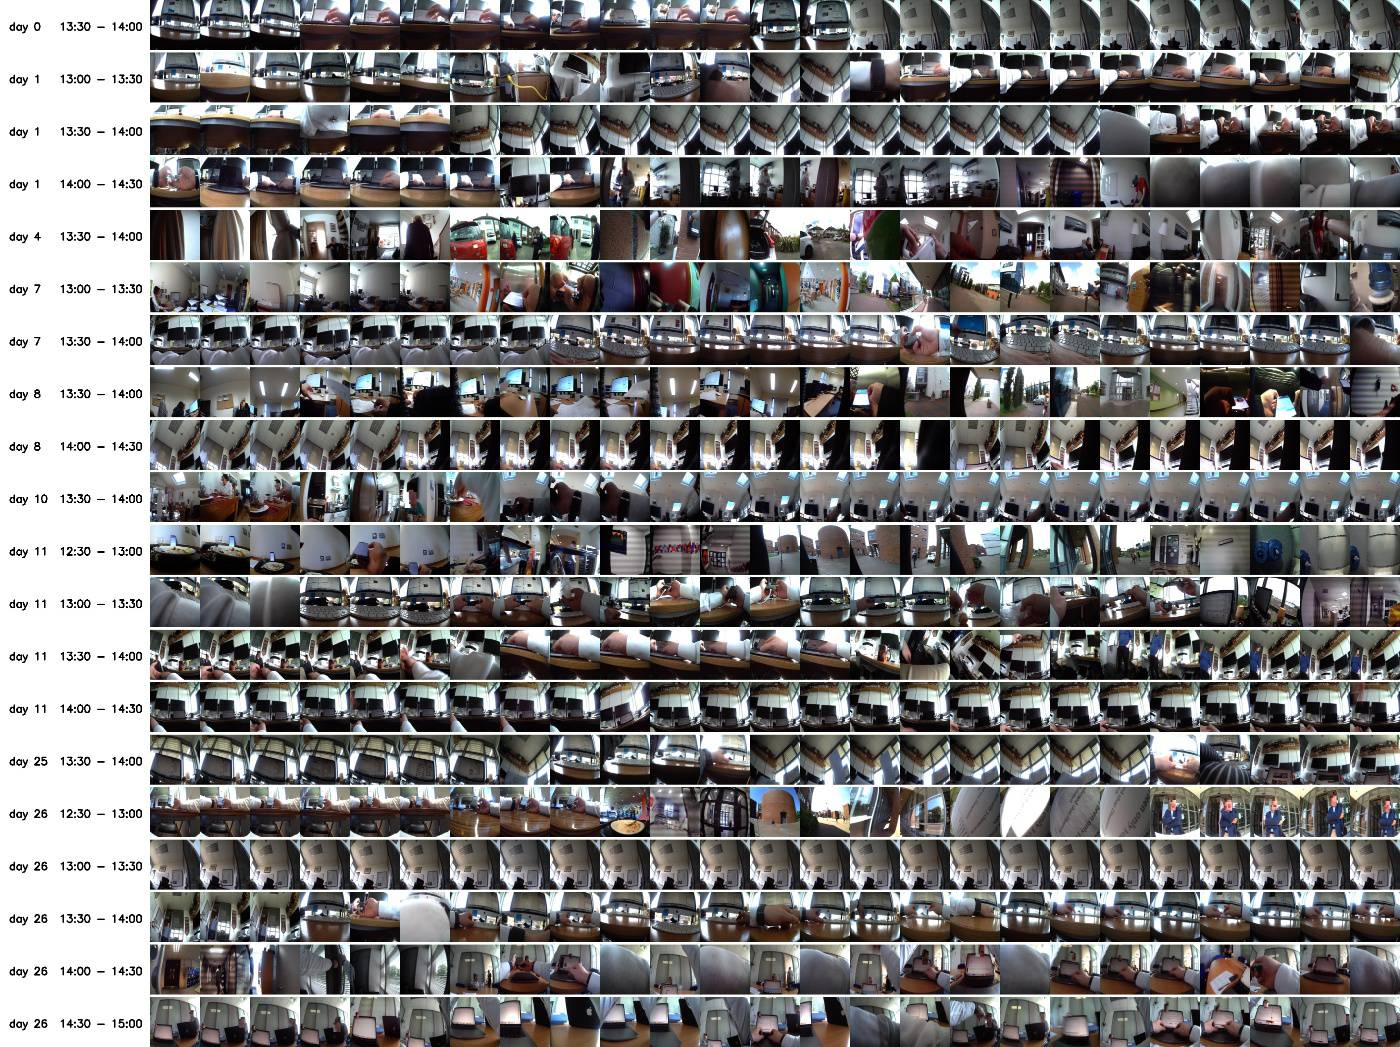 day 0 13:30 – 14:00
day 1 13:00 – 13:30
day 1 13:30 – 14:00
day 1 14:00 – 14:30
day 4 13:30 – 14:00
day 7 13:00 – 13:30
day 7 13:30 – 14:00
day 8 13:30 – 14:00
day 8 14:00 – 14:30
day 10 13:30 – 14:00
day 11 12:30 – 13:00
day 11 13:00 – 13:30
day 11 13:30 – 14:00
day 11 14:00 – 14:30
day 25 13:30 – 14:00
day 26 12:30 – 13:00
day 26 13:00 – 13:30
day 26 13:30 – 14:00
day 26 14:00 – 14:30
day 26 14:30 – 15:00